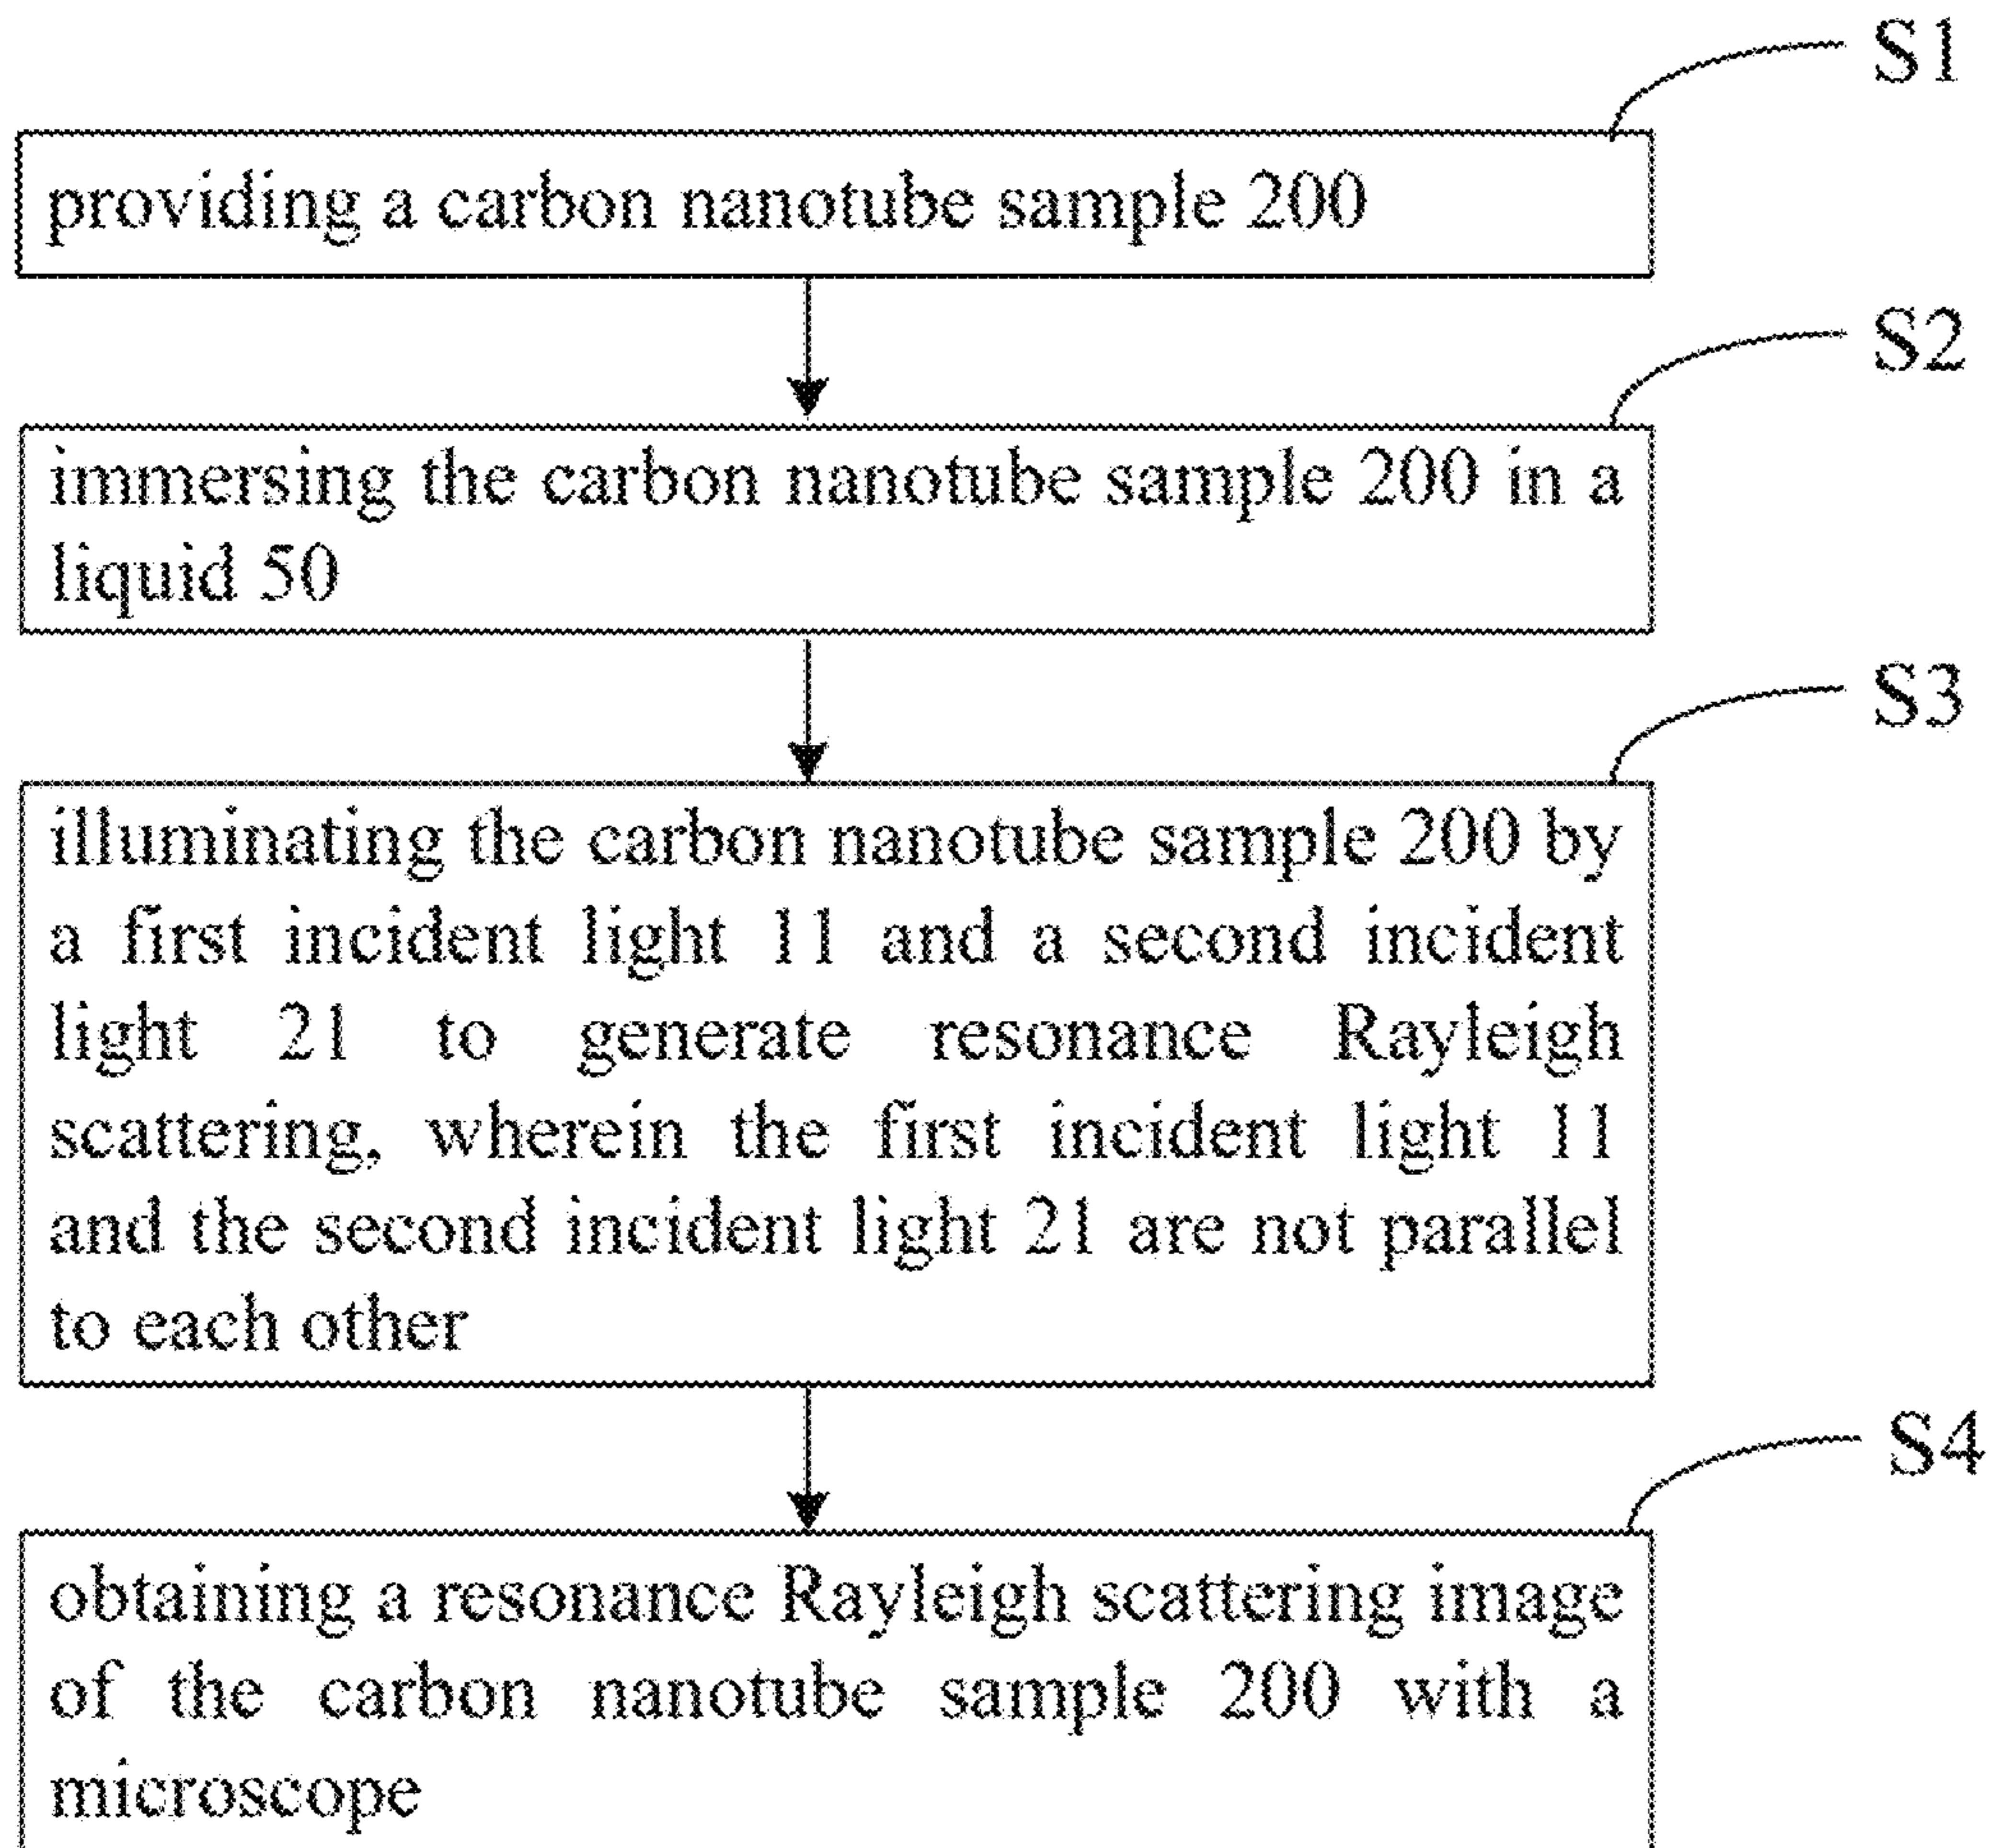 S1
providing a carbon nanotube sample 200
S2
immersing the carbon nanotube sample 200 in a
liquid 50
S3
illuminating the carbon nanotube sample 200 by
a first incident light 11 and a second incident
light 21 to generate resonance Rayleigh
scattering, wherein the first incident light 11
and the second incident light 21 are not parallel
to each other
S4
obtaining a resonance Rayleigh scattering image
of the carbon nanotube sample 200 with a
microscope